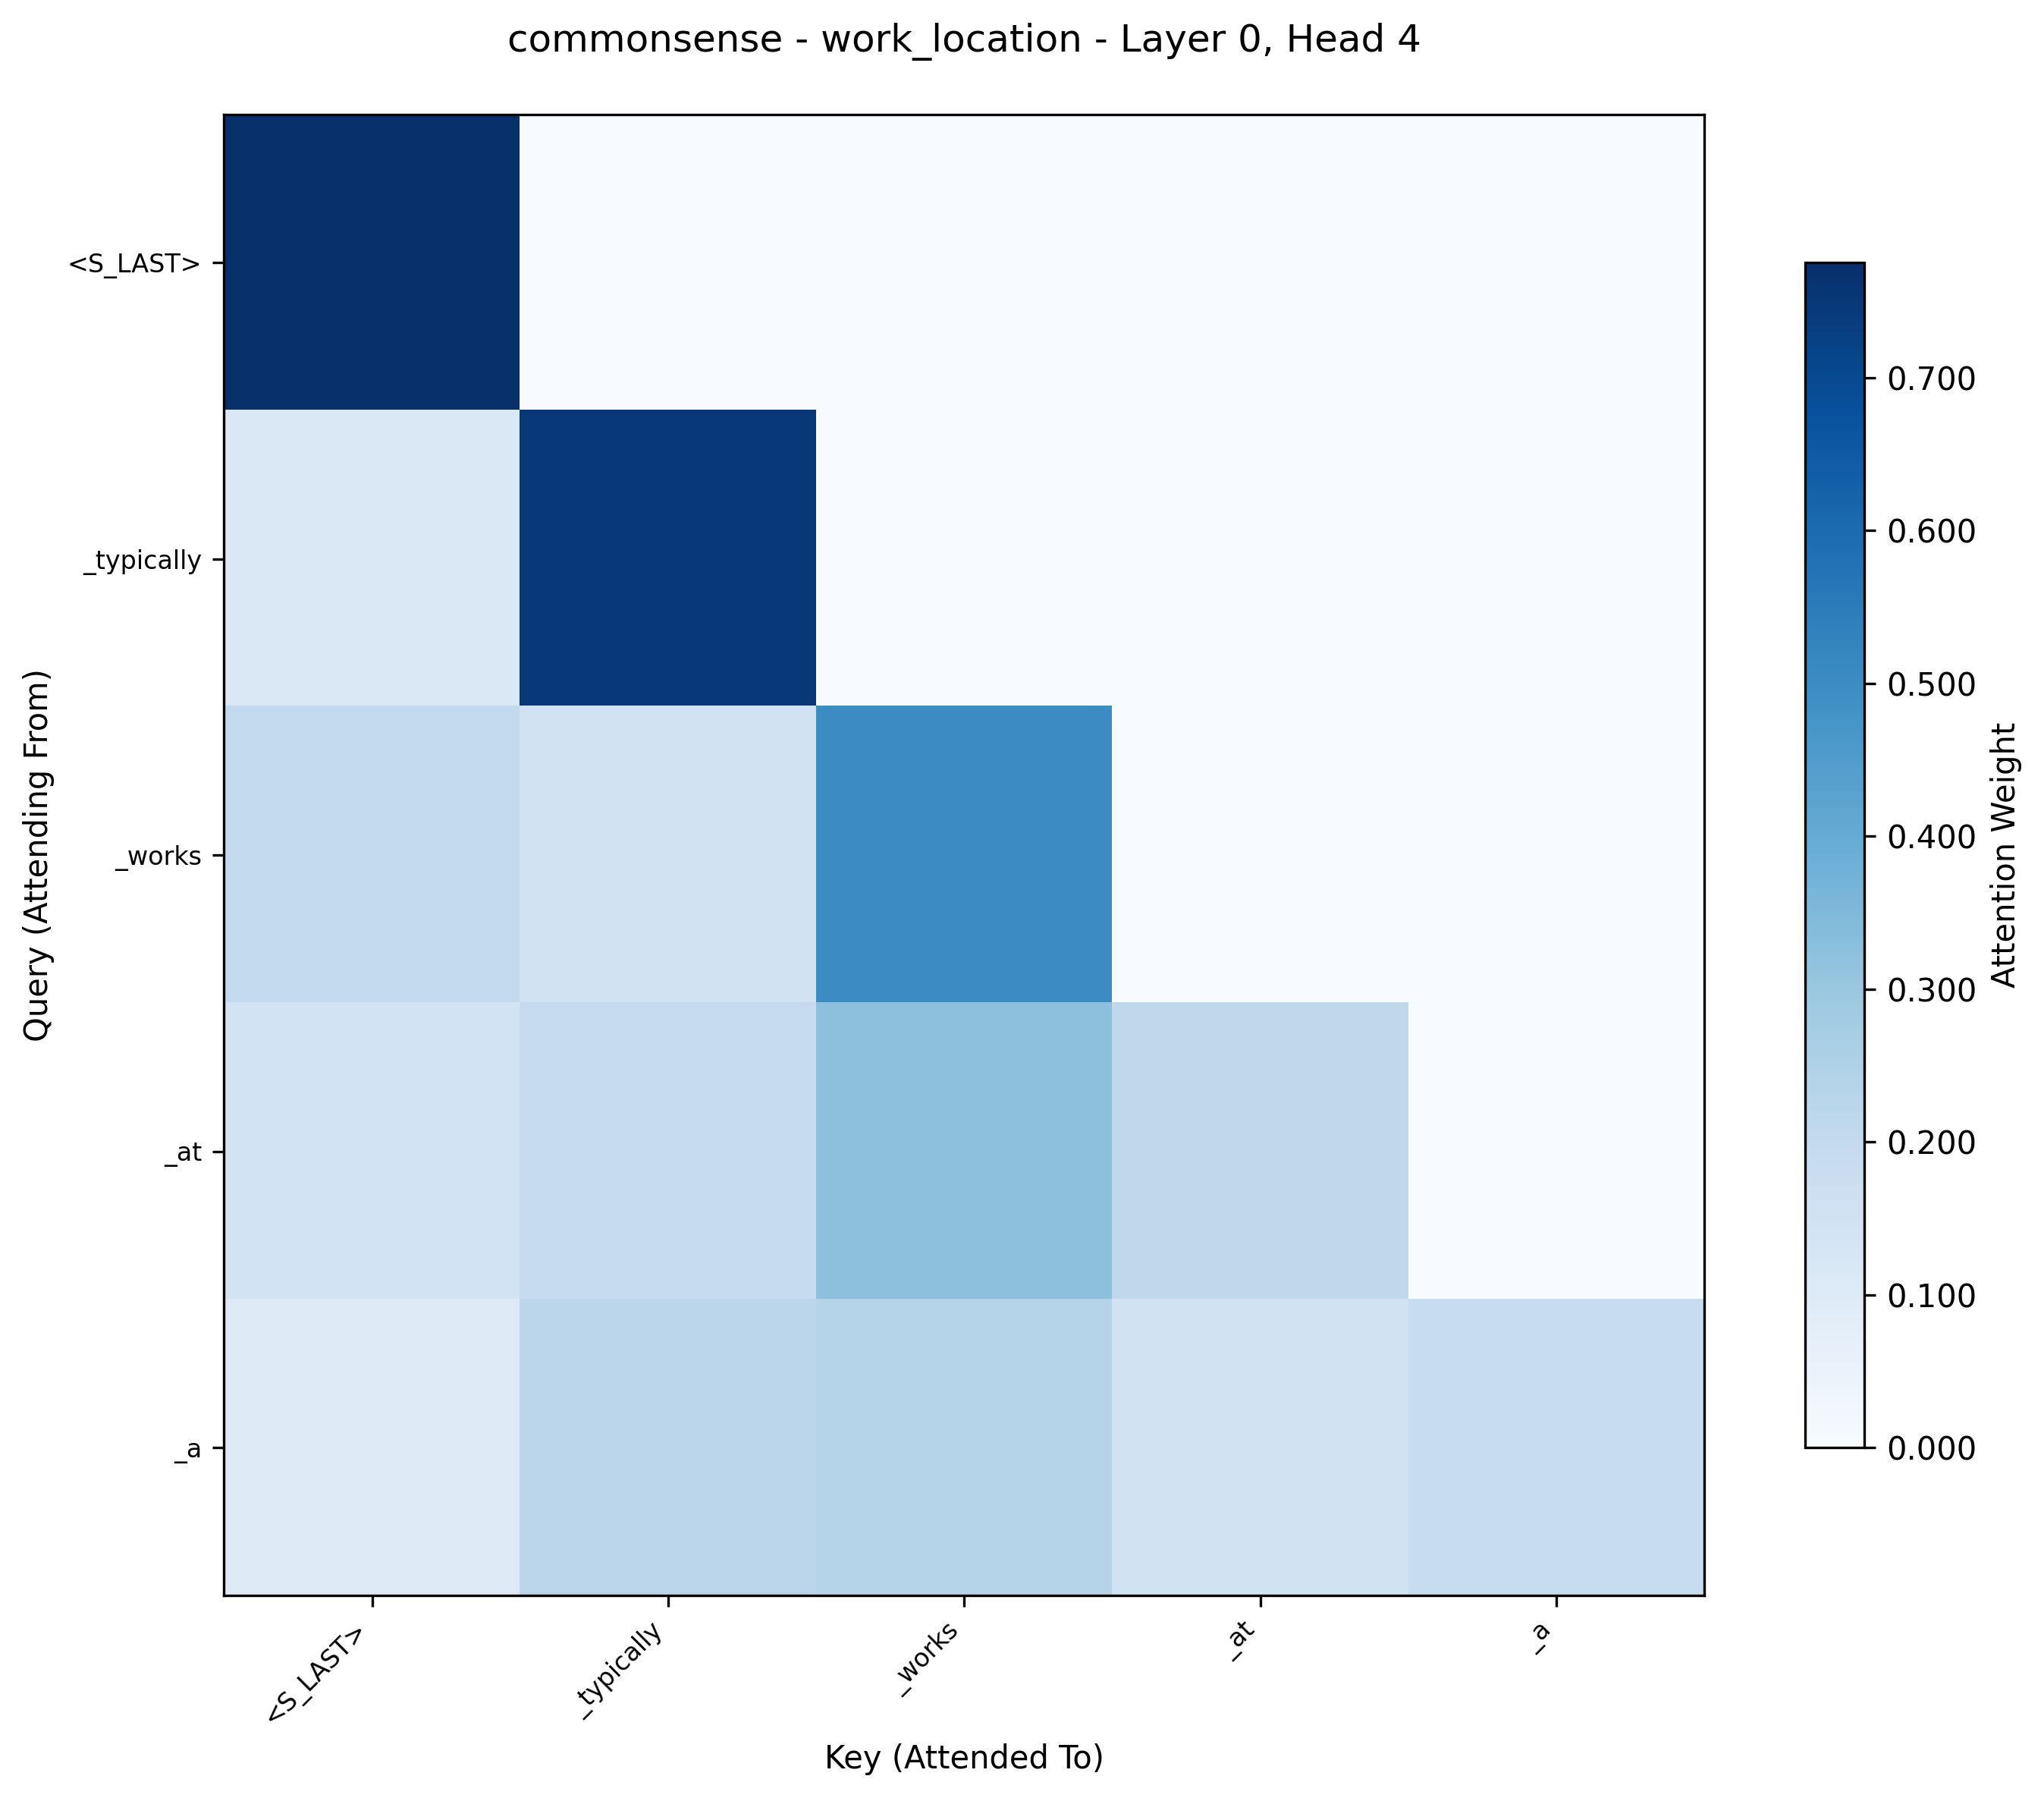 commonsense - work_location - Layer 0, Head 4
<S_LAST>
_typically
_works
_at
_a
Query (Attending From)
<S_LAST>
_typically
_works
_at
_a
Key (Attended To)
0.700
0.600
0.500
0.400
0.300
0.200
0.100
0.000
Attention Weight